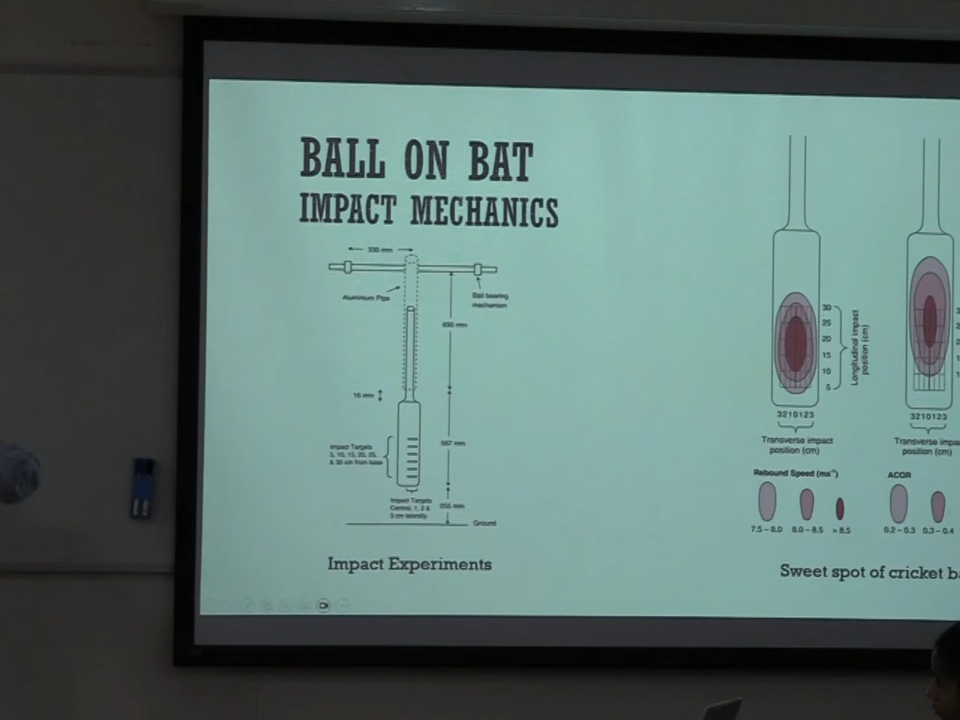 BALL ON BAT
IMPACT MECHANICS
330 mm
Aluminium Pipe
Ball bearing
mechanism
690 mm
16 mm
567 mm
Impact Targets
5, 10, 15, 20, 25,
& 30 cm from base
Impact Targets
Central, 1, 2 &
3 cm laterally
255 mm
Ground
Impact Experiments
30
25
20
15
10
5
Longitudinal impact
position (cm)
3210123
Transverse impact
position (cm)
Rebound Speed (ms⁻¹)
7.5 – 8.0
8.0 – 8.5
> 8.5
3210123
Transverse
position (cm)
ACOR
0.2 – 0.3
0.3 – 0.4
Sweet spot of cricket